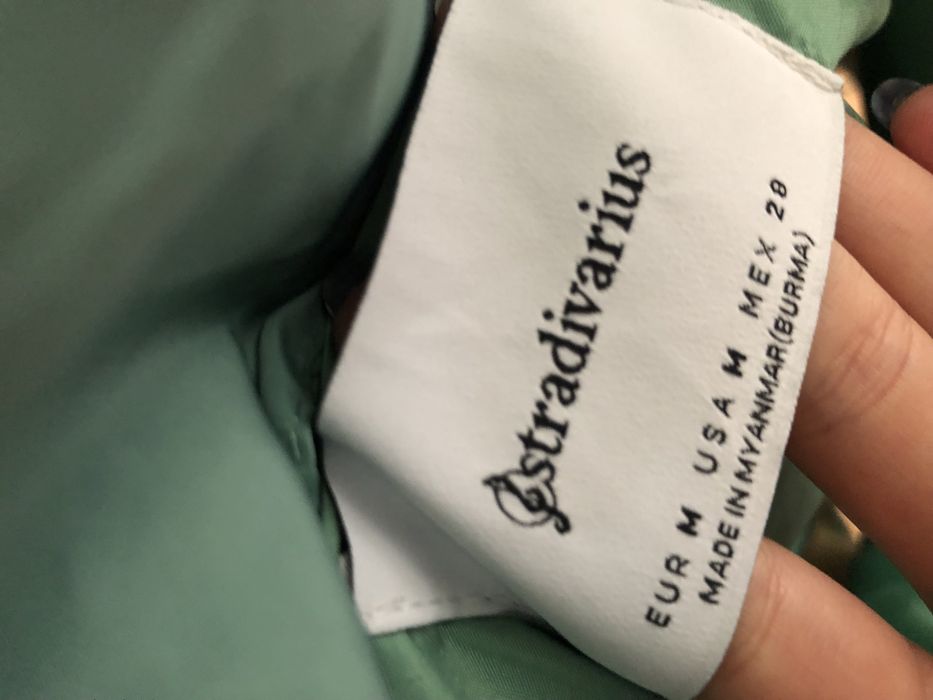 stradivarius
EUR M USA M MEX 28
MADE IN MYANMAR(BURMA)